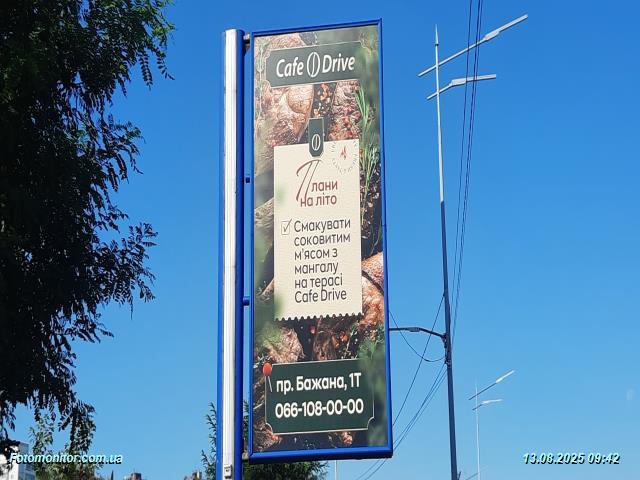 Cafe Drive
Плани
на літо
Смакувати
соковитим
м'ясом з
мангалу
на терасі
Cafe Drive
пр. Бажана, 1Т
066-108-00-00
Fotomonitor.com.ua
13.08.2025 09:42